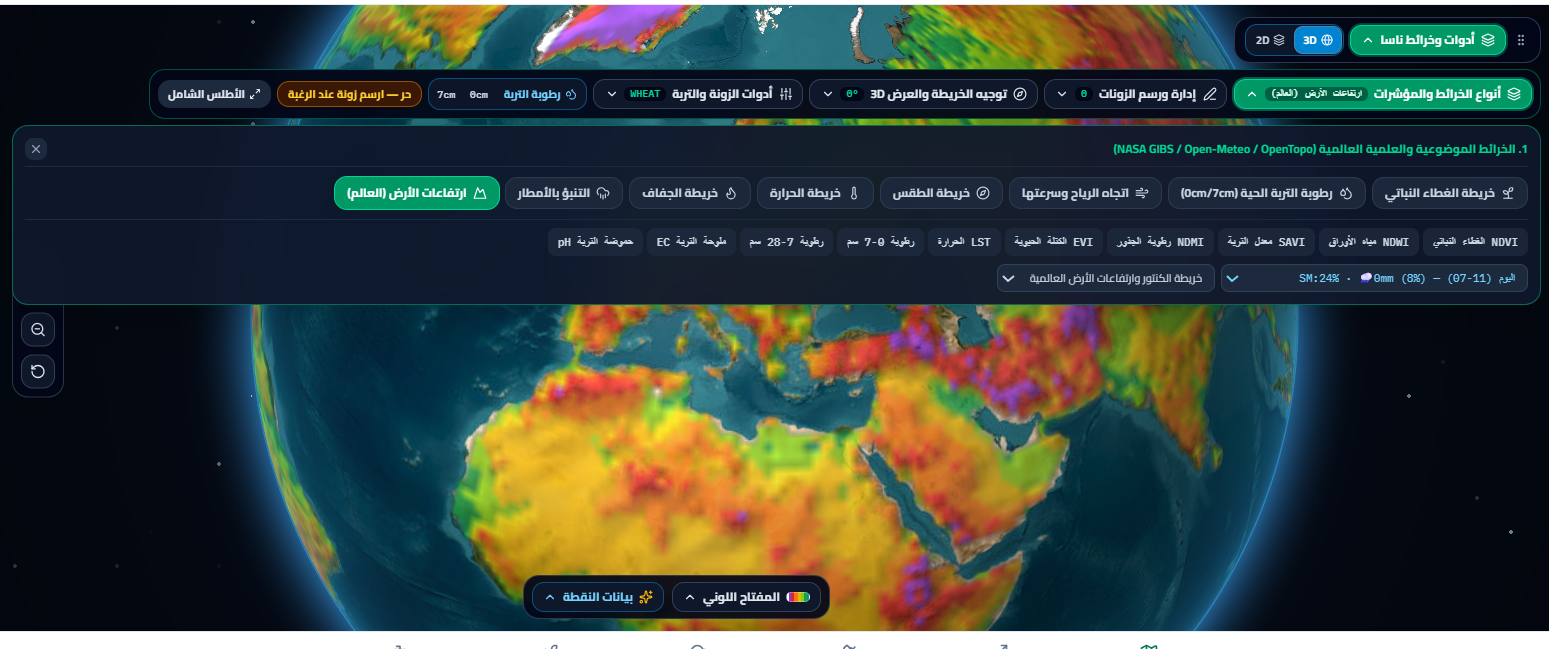 أدوات وخرائط ناسا 3D 2D
أنواع الخرائط والمؤشرات ارتفاعات الأرض (العالم) إدارة ورسم الزونات 0 توجيه الخريطة والعرض 3D 0° أدوات الزونة والتربة WHEAT رطوبة التربة 0cm 7cm حر — ارسم زونة عند الرغبة الأطلس الشامل
1. الخرائط الموضوعية والعلمية العالمية (NASA GIBS / Open-Meteo / OpenTopo)
خريطة الغطاء النباتي رطوبة التربة الحية (0cm/7cm) اتجاه الرياح وسرعتها خريطة الطقس خريطة الحرارة خريطة الجفاف التنبؤ بالأمطار ارتفاعات الأرض (العالم)
NDVI الغطاء النباتي NDWI مياه الأوراق SAVI معدل التربة NDMI رطوبة الجذور EVI الكتلة الحيوية LST الحرارة رطوبة 0-7 سم رطوبة 7-28 سم ملوحة التربة EC حموضة التربة pH
اليوم (07-11) — 0mm (8%) · SM:24% خريطة الكنتور وارتفاعات الأرض العالمية
المفتاح اللوني بيانات النقطة